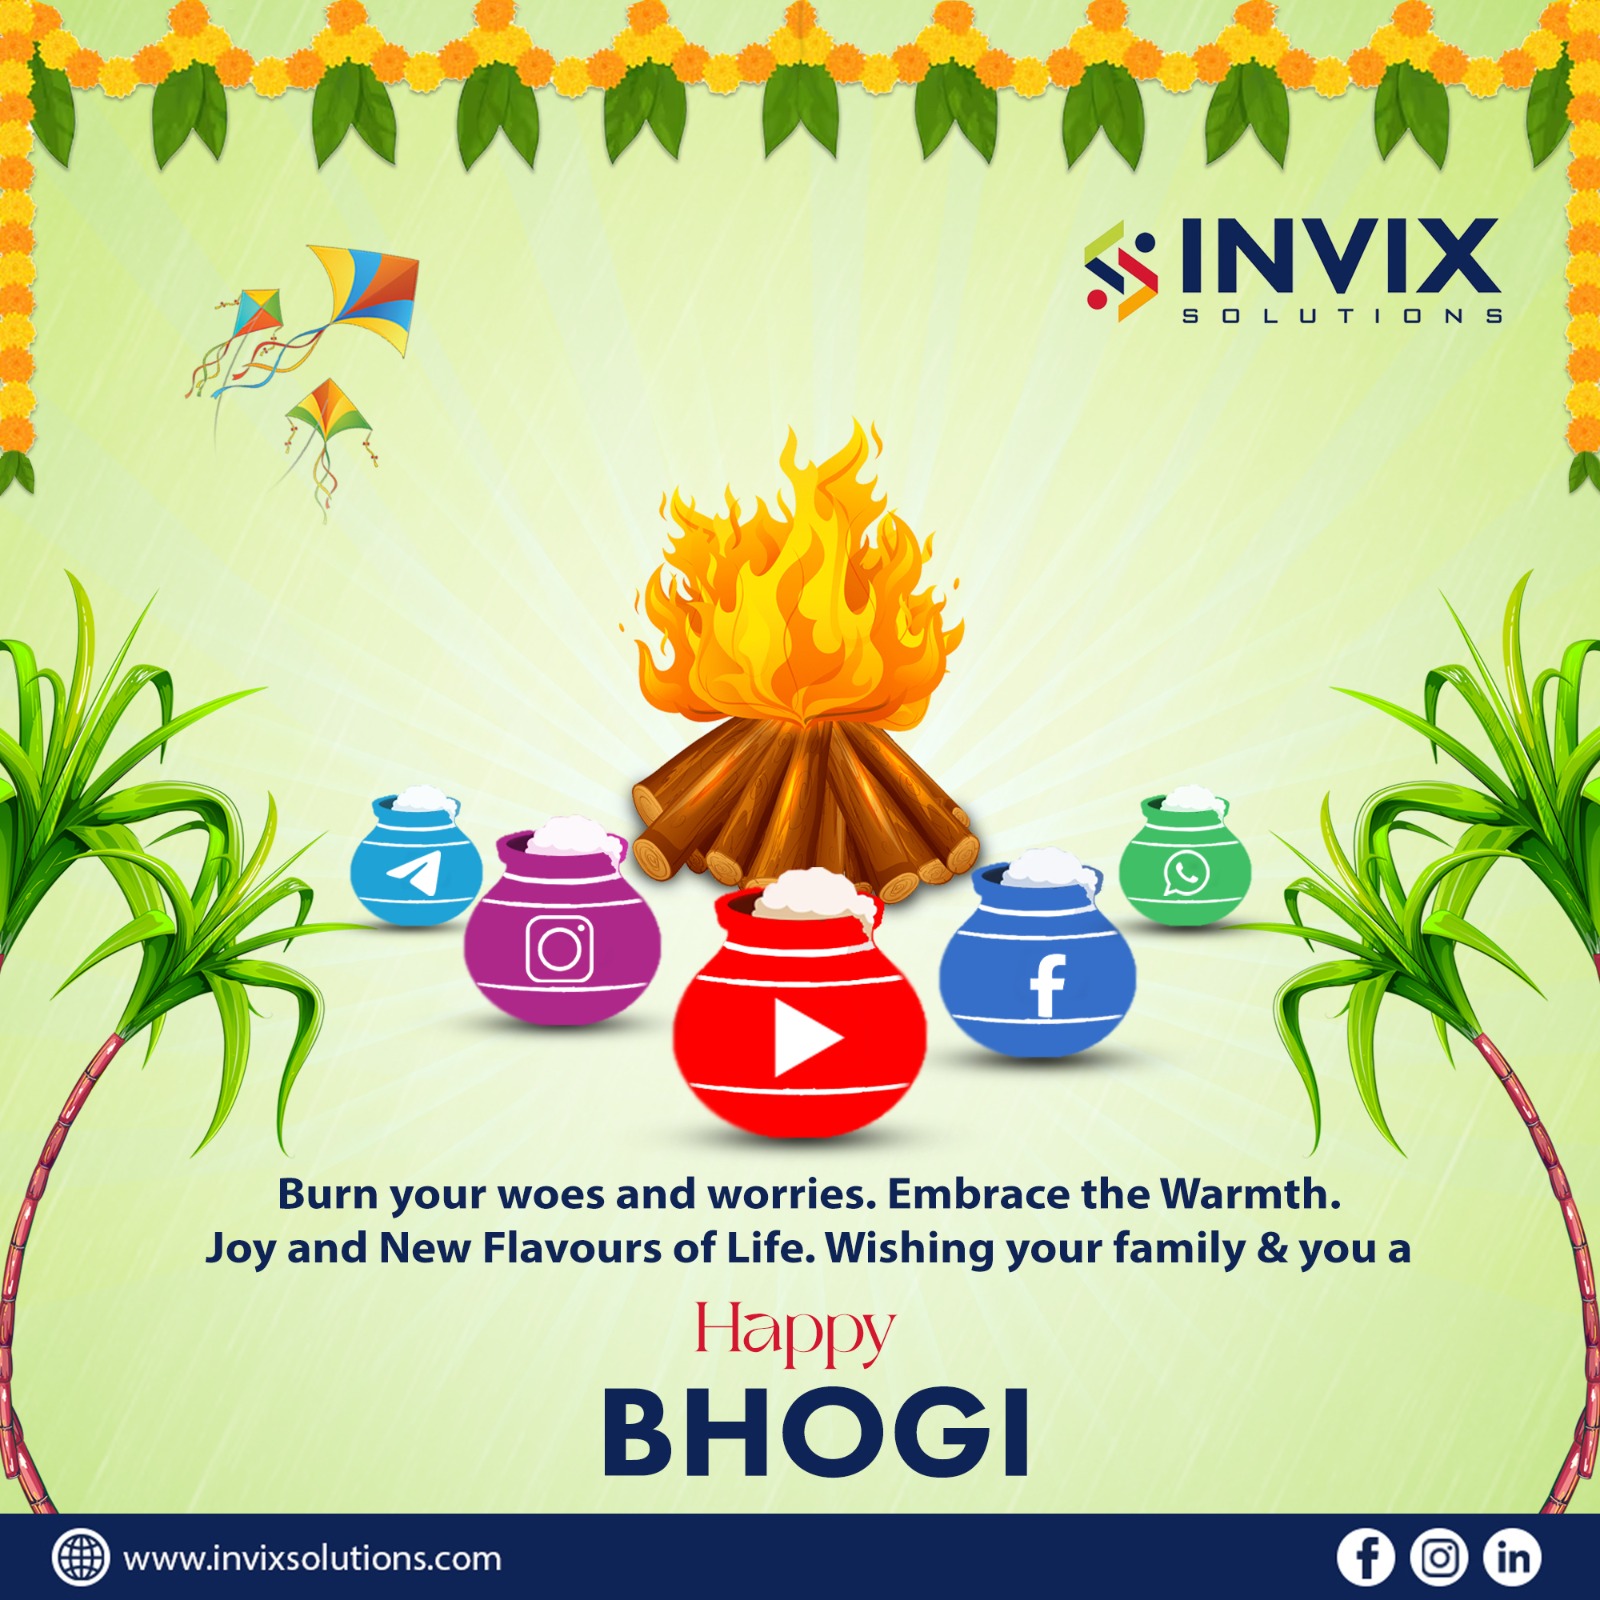 INVIX
SOLUTIONS
Burn your woes and worries. Embrace the Warmth.
Joy and New Flavours of Life. Wishing your family & you a
Happy
BHOGI
www.invixsolutions.com